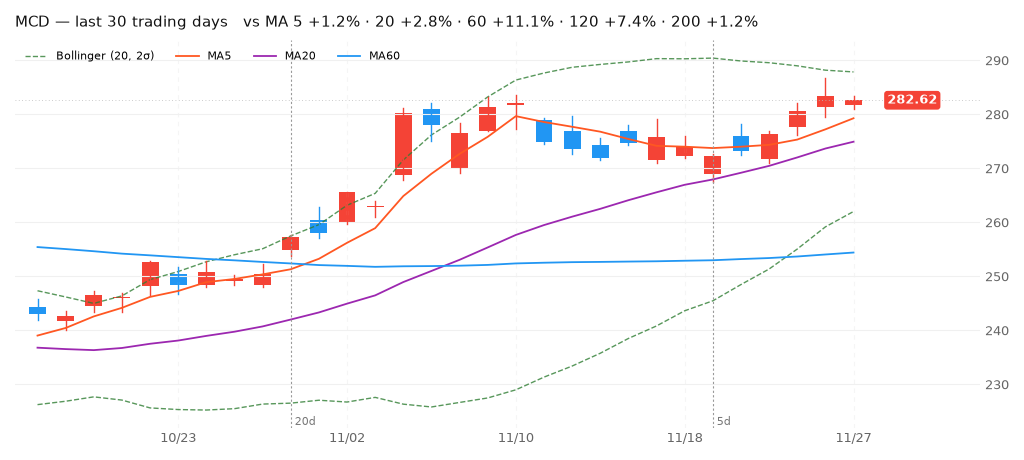 MCD — last 30 trading days   vs MA 5 +1.2% · 20 +2.8% · 60 +11.1% · 120 +7.4% · 200 +1.2%
Bollinger (20, 2σ)   MA5   MA20   MA60
290
282.62
280
270
260
250
240
230
20d   5d
10/23   11/02   11/10   11/18   11/27